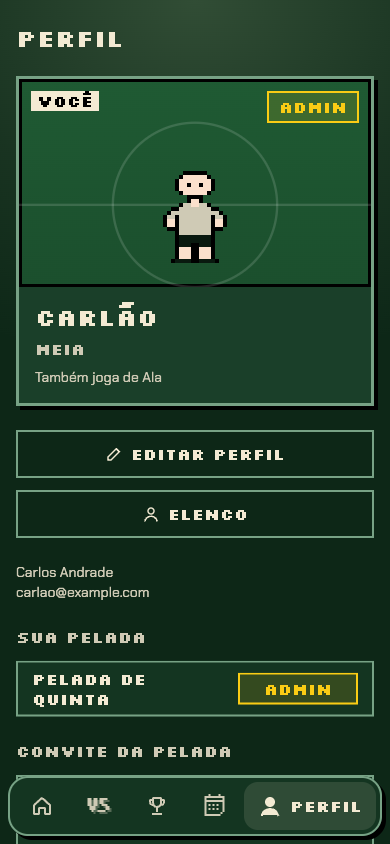 PERFIL
VOCÊ
ADMIN
CARLÃO
MEIA
Também joga de Ala
EDITAR PERFIL
ELENCO
Carlos Andrade
carlao@example.com
SUA PELADA
PELADA DE
QUINTA
ADMIN
CONVITE DA PELADA
VS
PERFIL